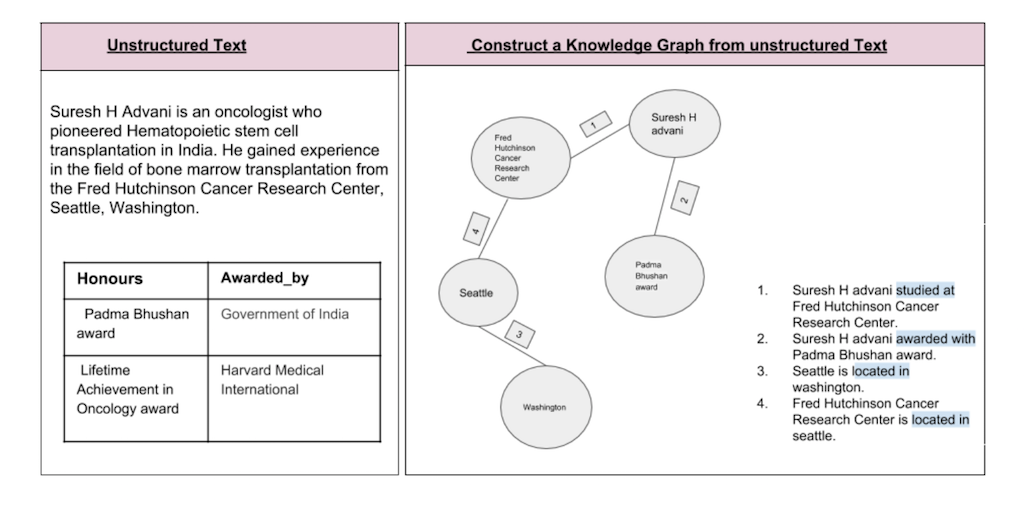 Unstructured Text
Suresh H Advani is an oncologist who
pioneered Hematopoietic stem cell
transplantation in India. He gained experience
in the field of bone marrow transplantation from
the Fred Hutchinson Cancer Research Center,
Seattle, Washington.
Honours
Awarded_by
Padma Bhushan
award
Government of India
Lifetime
Achievement in
Oncology award
Harvard Medical
International
Construct a Knowledge Graph from unstructured Text
Suresh H
advani
1
Fred
Hutchinson
Cancer
Research
Center
2
4
Padma
Bhushan
award
Seattle
3
Washington
1. Suresh H advani studied at
Fred Hutchinson Cancer
Research Center.
2. Suresh H advani awarded with
Padma Bhushan award.
3. Seattle is located in
washington.
4. Fred Hutchinson Cancer
Research Center is located in
seattle.